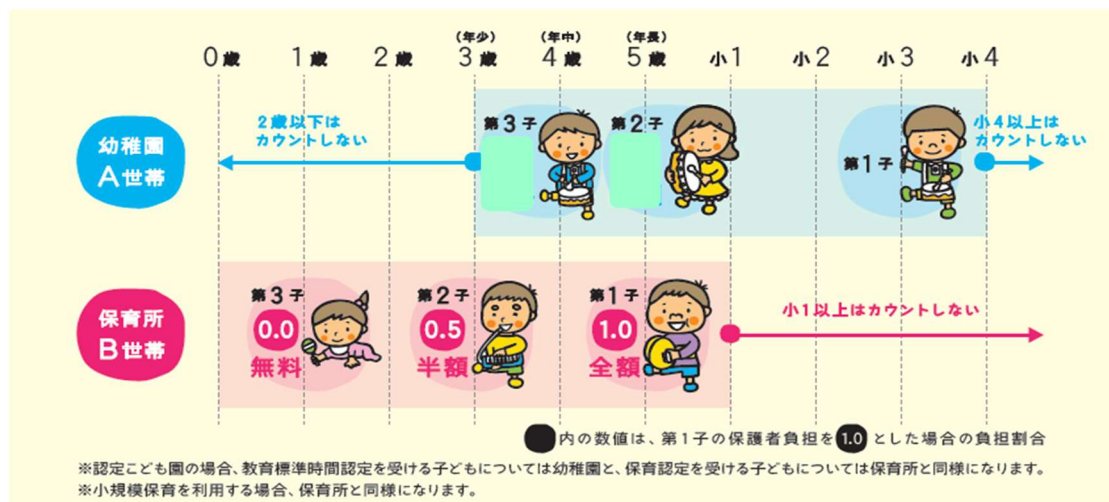 (年少) (年中) (年長)
0歳 1歳 2歳 3歳 4歳 5歳 小1 小2 小3 小4
幼稚園
A世帯
2歳以下は
カウントしない
第3子
第2子
第1子
小4以上は
カウントしない
保育所
B世帯
第3子
0.0
無料
第2子
0.5
半額
第1子
1.0
全額
小1以上はカウントしない
内の数値は、第1子の保護者負担を1.0とした場合の負担割合
※認定こども園の場合、教育標準時間認定を受ける子どもについては幼稚園と、保育認定を受ける子どもについては保育所と同様になります。
※小規模保育を利用する場合、保育所と同様になります。